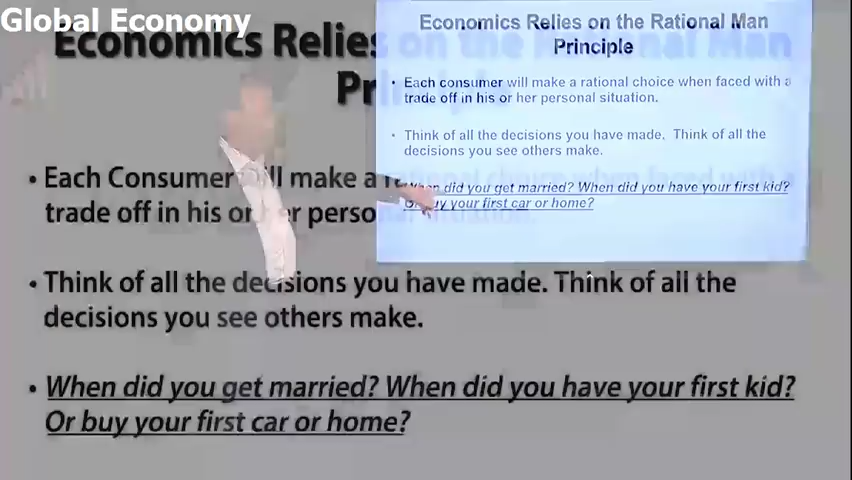 Global Economy
Economics Relies on the Rational Man
Principle
• Each Consumer will make a rational choice when faced with a
trade off in his or her personal situation.
• Think of all the decisions you have made. Think of all the
decisions you see others make.
• When did you get married? When did you have your first kid?
Or buy your first car or home?
Economics Relies on the Rational Man
Principle
• Each consumer will make a rational choice when faced with a
trade off in his or her personal situation.
• Think of all the decisions you have made. Think of all the
decisions you see others make.
When did you get married? When did you have your first kid?
Or buy your first car or home?